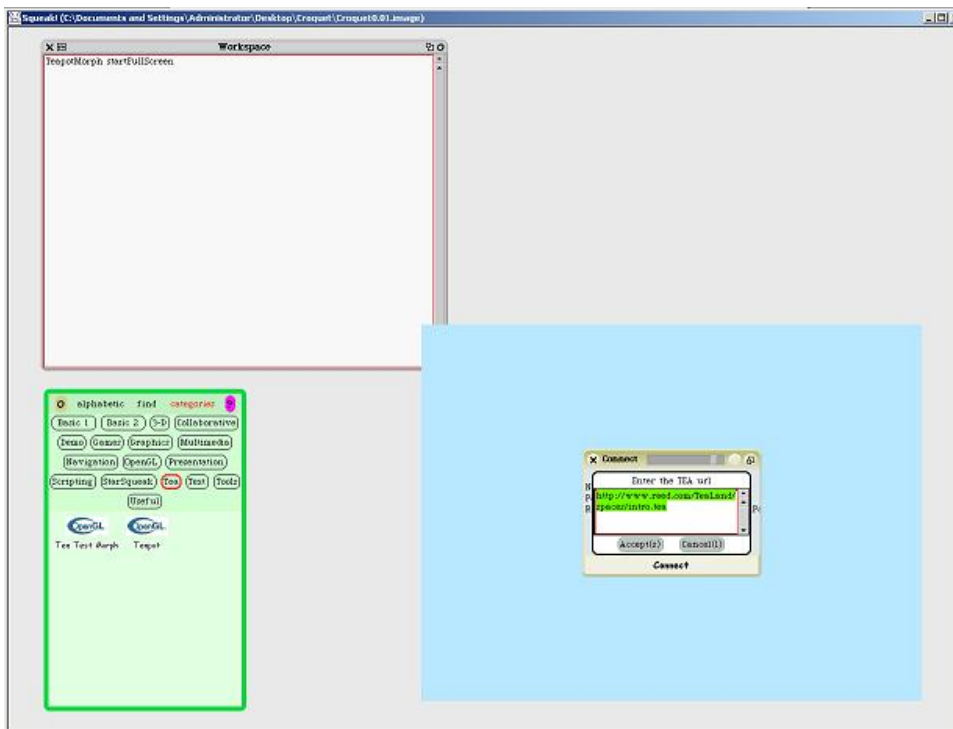 Squeak! (C:\Documents and Settings\Administrator\Desktop\Croquet\Croquet0.01.image)
Workspace
TeapotMorph startFullScreen
alphabetic find categories ?
Basic 1 Basic 2 3-D Collaborative
Demo Games Graphics Multimedia
Navigation OpenGL Presentation
Scripting StarSqueak Tea Text Tools
Useful
OpenGL OpenGL
Tea Test Morph Teapot
Connect
Enter the TEA url
http://www.reed.com/TeaLand/
spaces/intro.tea
Accept(s) Cancel(l)
Connect